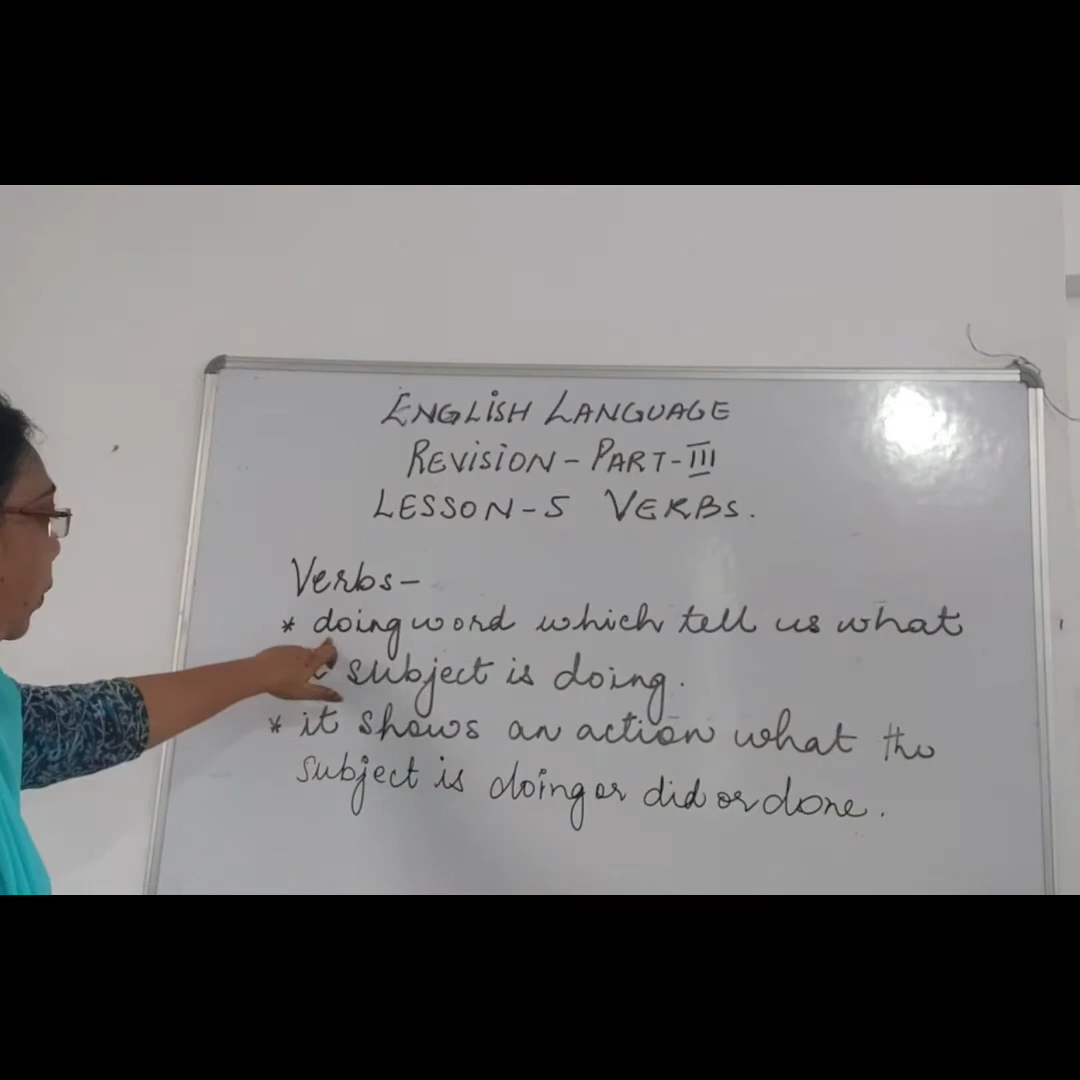 ENGLISH LANGUAGE
REVISION - PART - III
LESSON - 5 VERBS.
Verbs -
* doing word which tell us what
subject is doing.
* it shows an action what the
subject is doing or did or done.